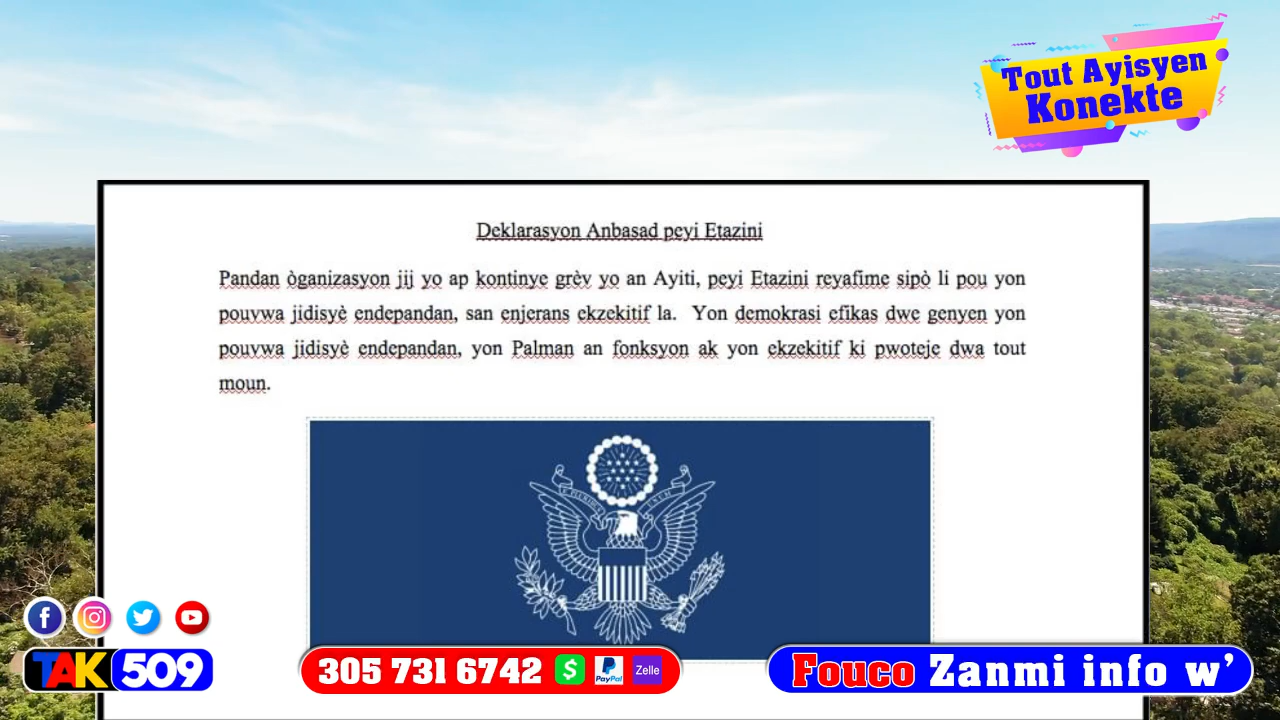 Tout Ayisyen
Konekte
Deklarasyon Anbasad peyi Etazini
Pandan òganizasyon jij yo ap kontinye grèv yo an Ayiti, peyi Etazini reyafime sipò li pou yon
pouvwa jidisyè endepandan, san enjerans ekzekitif la. Yon demokrasi efikas dwe genyen yon
pouvwa jidisyè endepandan, yon Palman an fonksyon ak yon ekzekitif ki pwoteje dwa tout
moun.
TAK 509
305 731 6742 $ PayPal Zelle
Fouco Zanmi info w’